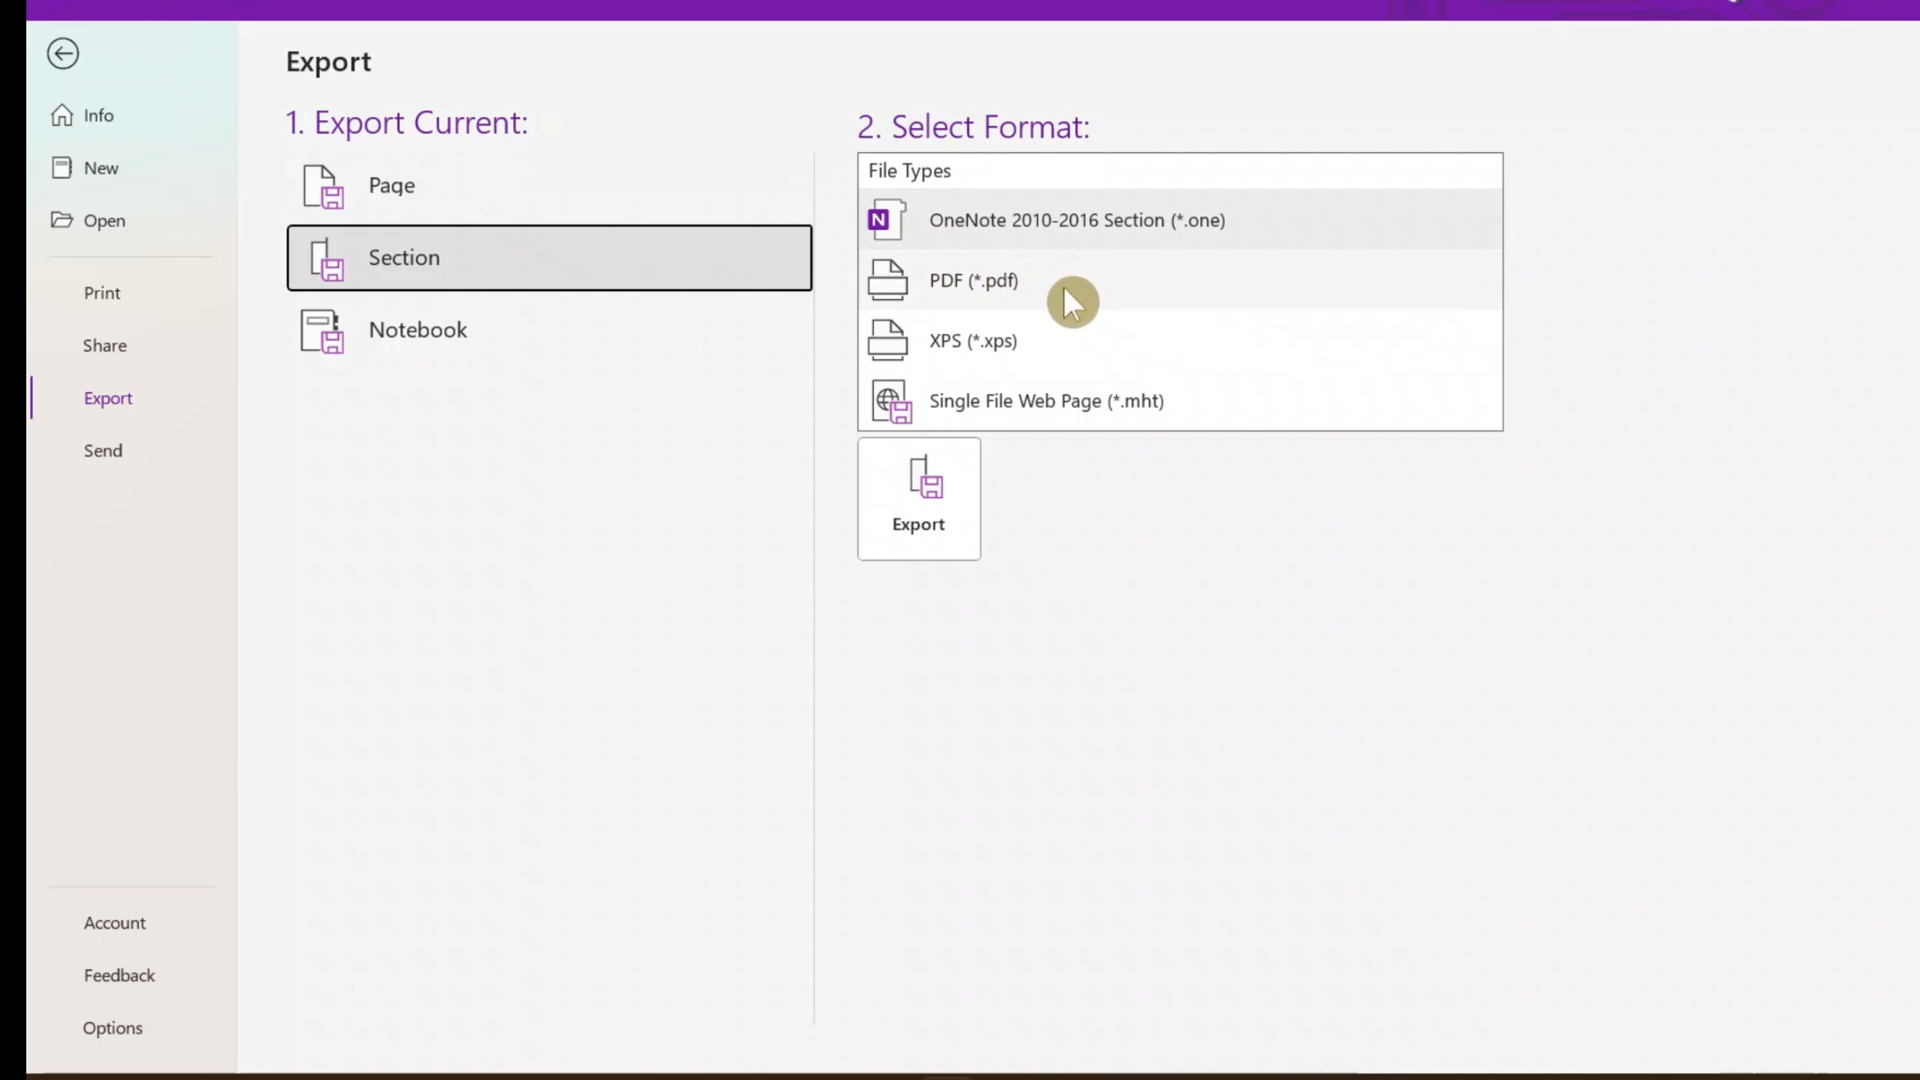 Export
Info
New
Open
Print
Share
Export
Send
Account
Feedback
Options
1. Export Current:
Page
Section
Notebook
2. Select Format:
File Types
N
OneNote 2010-2016 Section (*.one)
PDF (*.pdf)
XPS (*.xps)
Single File Web Page (*.mht)
Export